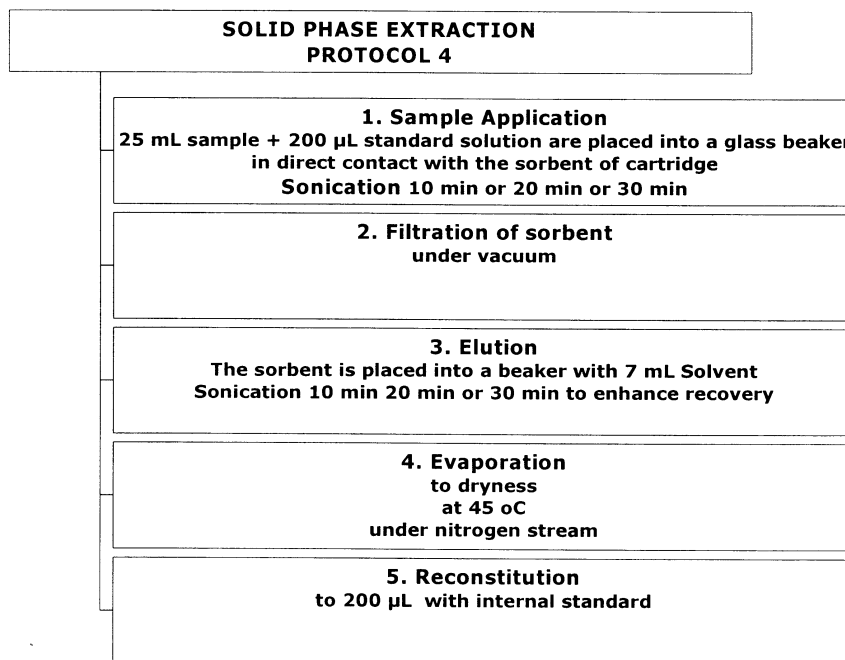 SOLID PHASE EXTRACTION
PROTOCOL 4
1. Sample Application
25 mL sample + 200 µL standard solution are placed into a glass beaker
in direct contact with the sorbent of cartridge
Sonication 10 min or 20 min or 30 min
2. Filtration of sorbent
under vacuum
3. Elution
The sorbent is placed into a beaker with 7 mL Solvent
Sonication 10 min 20 min or 30 min to enhance recovery
4. Evaporation
to dryness
at 45 oC
under nitrogen stream
5. Reconstitution
to 200 µL with internal standard